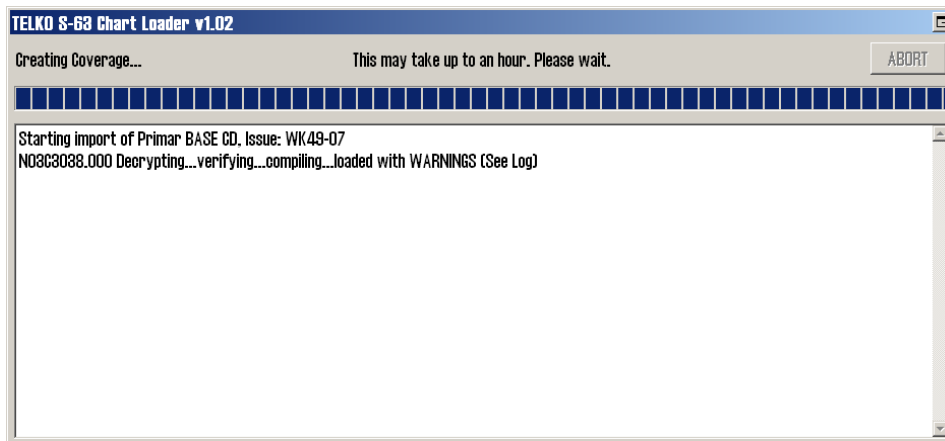 TELKO S-63 Chart Loader v1.02
Creating Coverage... This may take up to an hour. Please wait. ABORT
Starting import of Primar BASE CD, Issue: WK49-07
NO3C3038.000 Decrypting...verifying...compiling...loaded with WARNINGS (See Log)